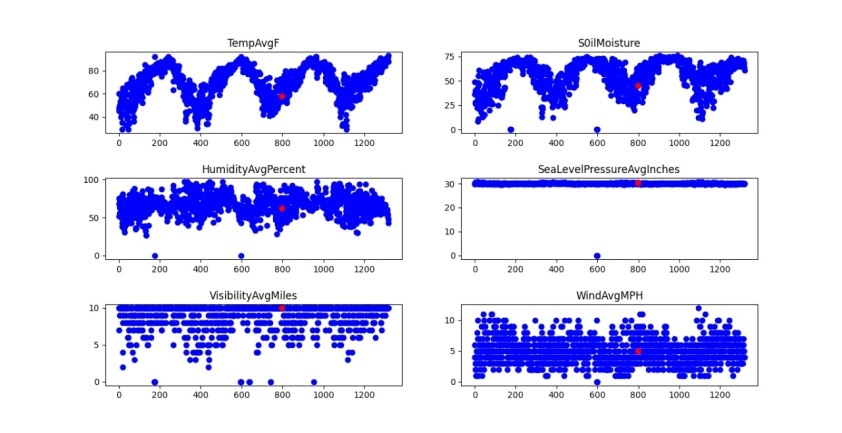 TempAvgF
80
60
40
0 200 400 600 800 1000 1200
S0ilMoisture
75
50
25
0
0 200 400 600 800 1000 1200
HumidityAvgPercent
100
50
0
0 200 400 600 800 1000 1200
SeaLevelPressureAvgInches
30
20
10
0
0 200 400 600 800 1000 1200
VisibilityAvgMiles
10
5
0
0 200 400 600 800 1000 1200
WindAvgMPH
10
5
0
0 200 400 600 800 1000 1200